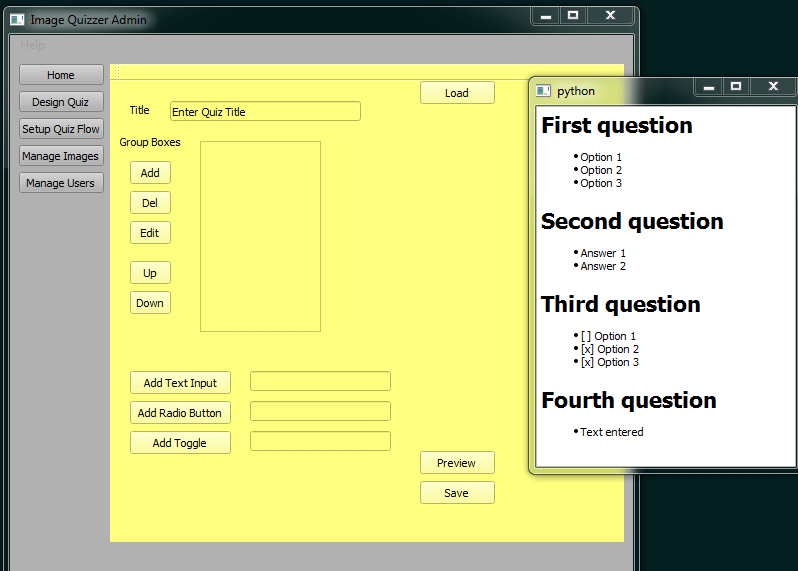 Image Quizzer Admin
Help
Home
Design Quiz
Setup Quiz Flow
Manage Images
Manage Users
Load
Title
Enter Quiz Title
Group Boxes
Add
Del
Edit
Up
Down
Add Text Input
Add Radio Button
Add Toggle
Preview
Save
python
First question
•Option 1
•Option 2
•Option 3
Second question
•Answer 1
•Answer 2
Third question
•[ ] Option 1
•[x] Option 2
•[x] Option 3
Fourth question
•Text entered